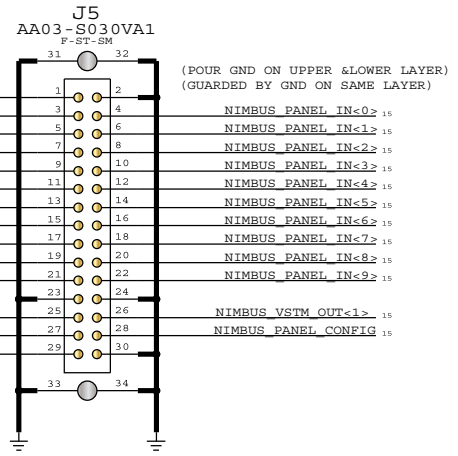 J5
AA03-S030VA1
F-ST-SM
31 32
(POUR GND ON UPPER &LOWER LAYER)
(GUARDED BY GND ON SAME LAYER)
1 2
3 4 NIMBUS_PANEL_IN<0> 15
5 6 NIMBUS_PANEL_IN<1> 15
7 8 NIMBUS_PANEL_IN<2> 15
9 10 NIMBUS_PANEL_IN<3> 15
11 12 NIMBUS_PANEL_IN<4> 15
13 14 NIMBUS_PANEL_IN<5> 15
15 16 NIMBUS_PANEL_IN<6> 15
17 18 NIMBUS_PANEL_IN<7> 15
19 20 NIMBUS_PANEL_IN<8> 15
21 22 NIMBUS_PANEL_IN<9> 15
23 24
25 26 NIMBUS_VSTM_OUT<1> 15
27 28 NIMBUS_PANEL_CONFIG 15
29 30
33 34